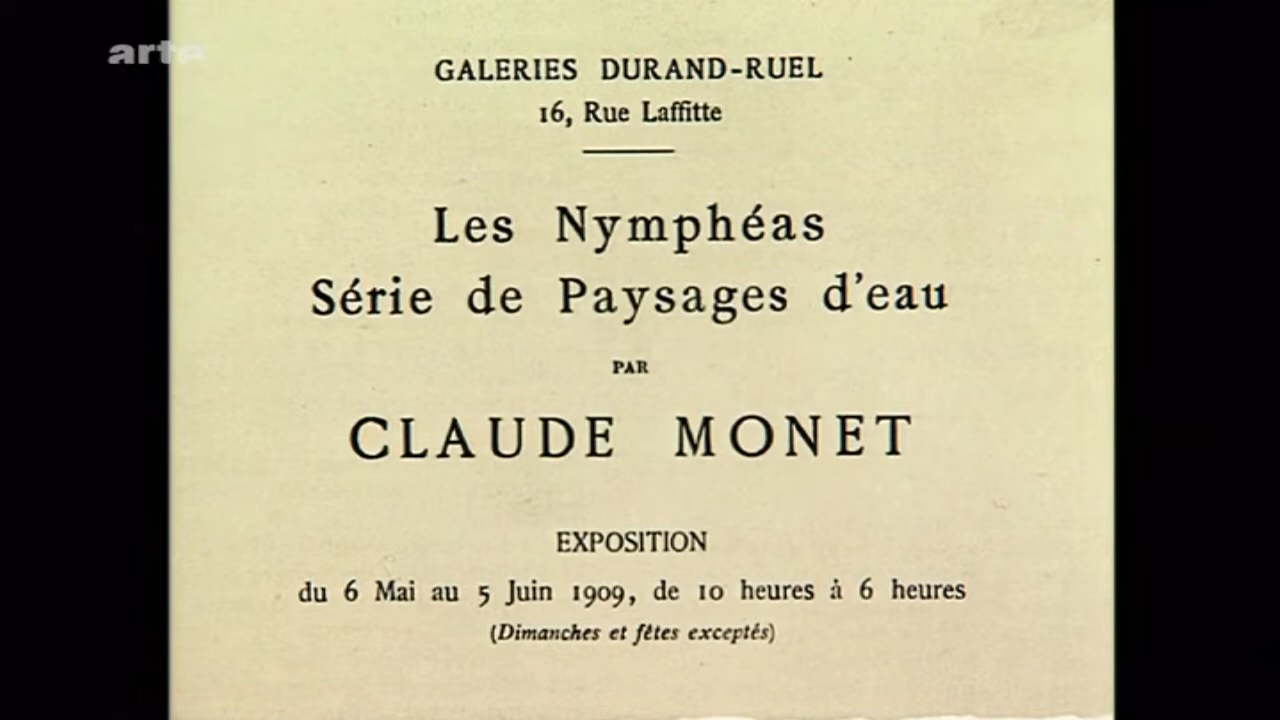 arte
GALERIES DURAND-RUEL
16, Rue Laffitte
Les Nymphéas
Série de Paysages d'eau
PAR
CLAUDE MONET
EXPOSITION
du 6 Mai au 5 Juin 1909, de 10 heures à 6 heures
(Dimanches et fêtes exceptés)